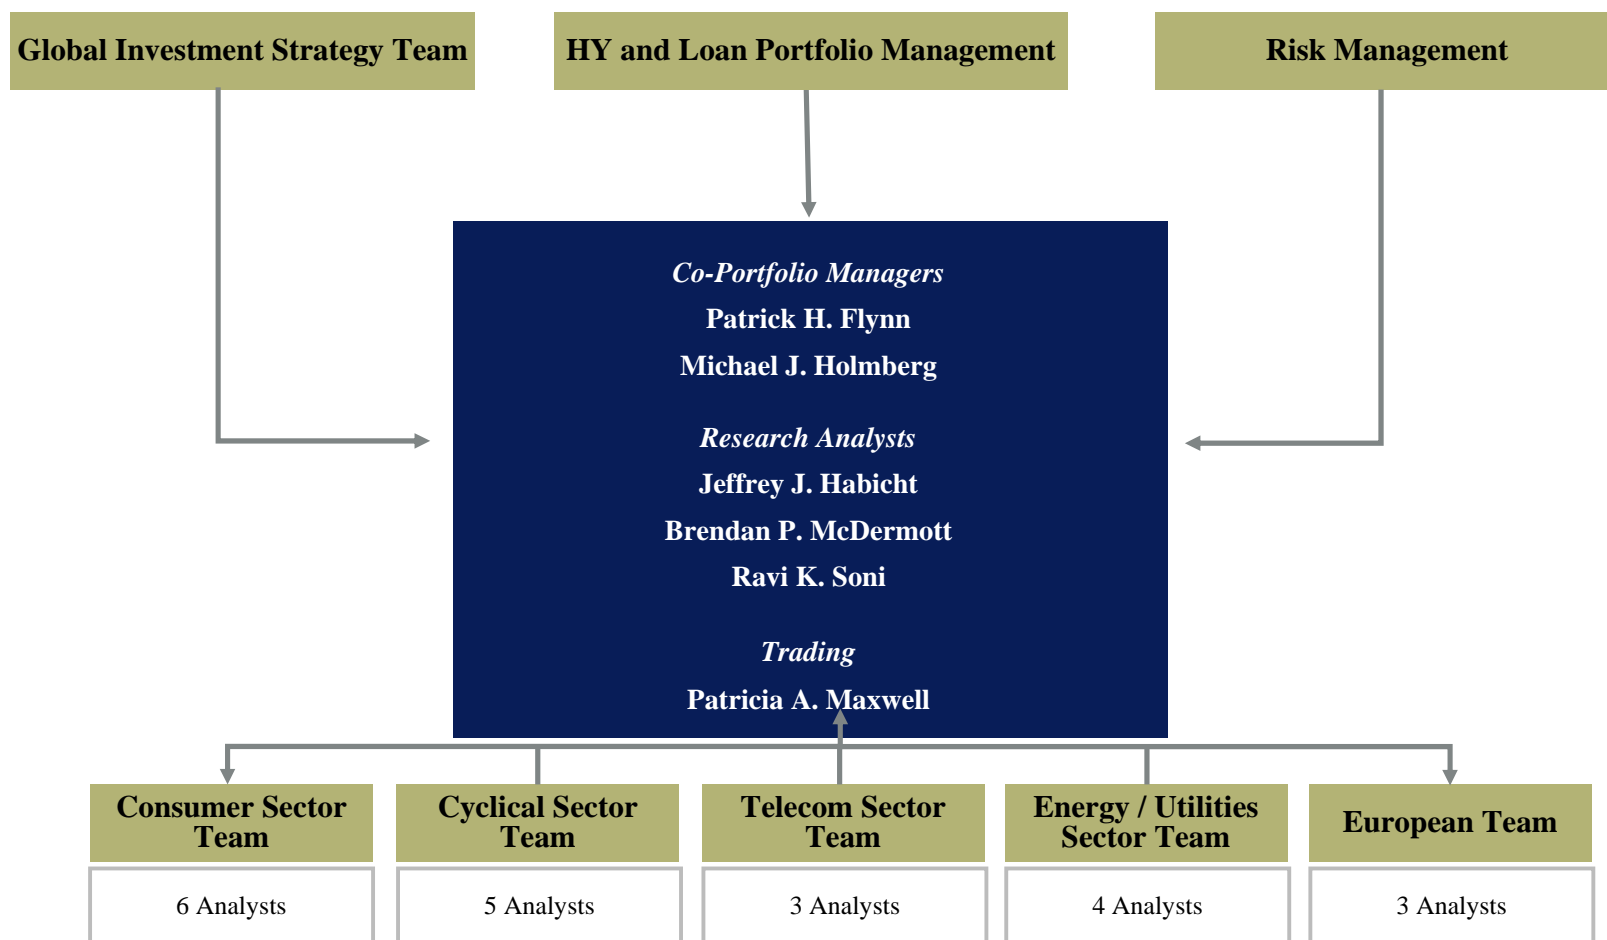 Global Investment Strategy Team
HY and Loan Portfolio Management
Risk Management
Co-Portfolio Managers
Patrick H. Flynn
Michael J. Holmberg
Research Analysts
Jeffrey J. Habicht
Brendan P. McDermott
Ravi K. Soni
Trading
Patricia A. Maxwell
Consumer Sector
Team
Cyclical Sector
Team
Telecom Sector
Team
Energy / Utilities
Sector Team
European Team
6 Analysts
5 Analysts
3 Analysts
4 Analysts
3 Analysts